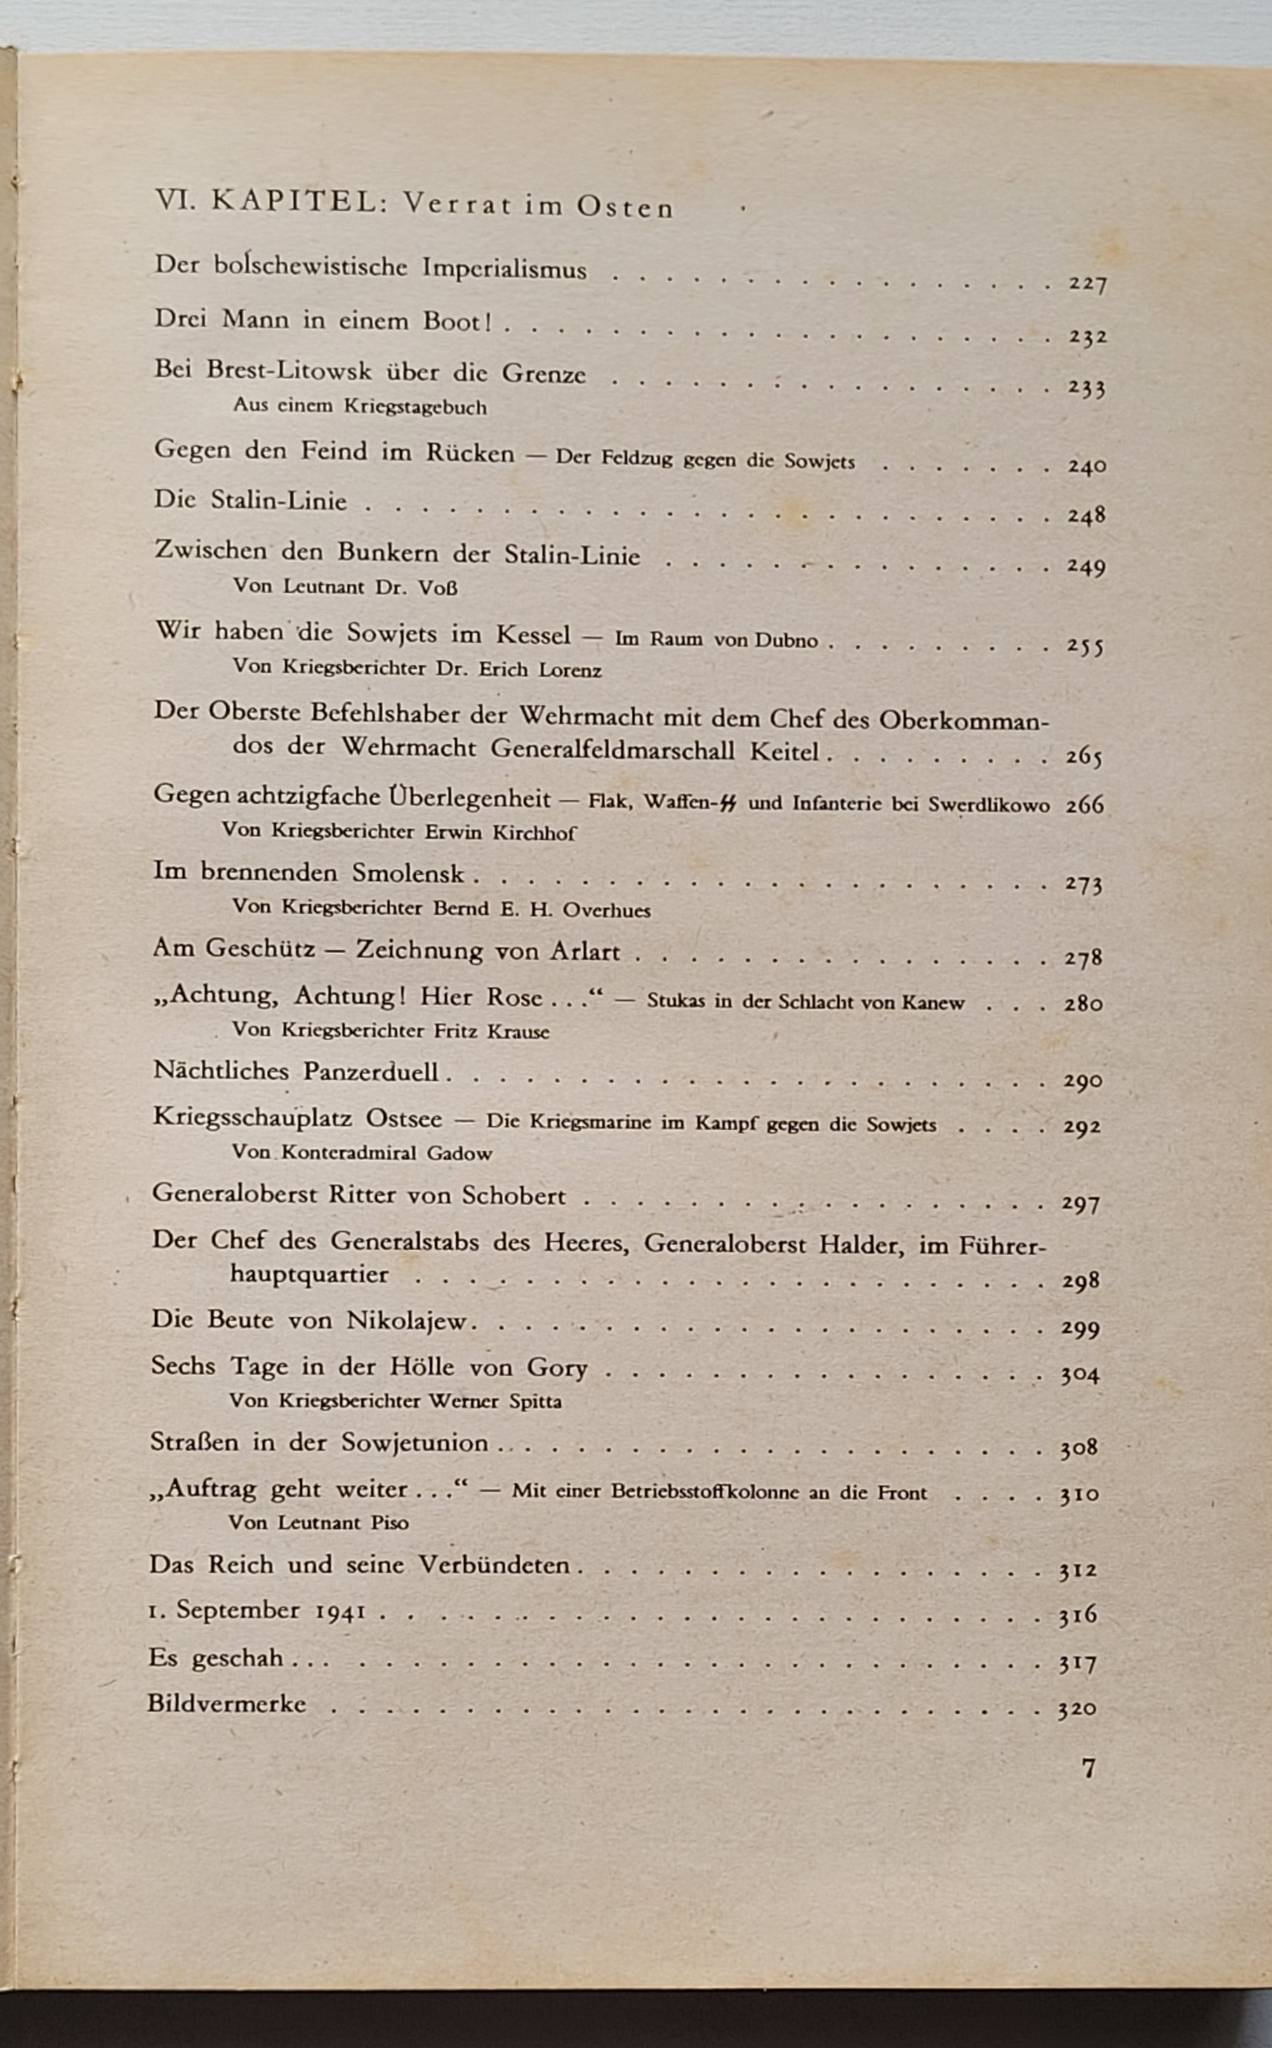 VI. KAPITEL: Verrat im Osten
Der bolschewistische Imperialismus . . . . . . . . . . . . . . . . . 227
Drei Mann in einem Boot! . . . . . . . . . . . . . . . . . . . . . 232
Bei Brest-Litowsk über die Grenze . . . . . . . . . . . . . . . . . 233
Aus einem Kriegstagebuch
Gegen den Feind im Rücken — Der Feldzug gegen die Sowjets . . . . . . . 240
Die Stalin-Linie . . . . . . . . . . . . . . . . . . . . . . . . . . 248
Zwischen den Bunkern der Stalin-Linie . . . . . . . . . . . . . . . 249
Von Leutnant Dr. Voß
Wir haben die Sowjets im Kessel — Im Raum von Dubno . . . . . . . . . 255
Von Kriegsberichter Dr. Erich Lorenz
Der Oberste Befehlshaber der Wehrmacht mit dem Chef des Oberkomman-
dos der Wehrmacht Generalfeldmarschall Keitel . . . . . . . . . 265
Gegen achtzigfache Überlegenheit — Flak, Waffen-ᛋᛋ und Infanterie bei Swerdlikowo 266
Von Kriegsberichter Erwin Kirchhof
Im brennenden Smolensk . . . . . . . . . . . . . . . . . . . . . . 273
Von Kriegsberichter Bernd E. H. Overhues
Am Geschütz — Zeichnung von Arlart . . . . . . . . . . . . . . . . 278
„Achtung, Achtung! Hier Rose . . .“ — Stukas in der Schlacht von Kanew . . . 280
Von Kriegsberichter Fritz Krause
Nächtliches Panzerduell . . . . . . . . . . . . . . . . . . . . . . . 290
Kriegsschauplatz Ostsee — Die Kriegsmarine im Kampf gegen die Sowjets . . . . 292
Von Konteradmiral Gadow
Generaloberst Ritter von Schobert . . . . . . . . . . . . . . . . . . 297
Der Chef des Generalstabs des Heeres, Generaloberst Halder, im Führer-
hauptquartier . . . . . . . . . . . . . . . . . . . . . . . . 298
Die Beute von Nikolajew . . . . . . . . . . . . . . . . . . . . . . 299
Sechs Tage in der Hölle von Gory . . . . . . . . . . . . . . . . . 304
Von Kriegsberichter Werner Spitta
Straßen in der Sowjetunion . . . . . . . . . . . . . . . . . . . . . 308
„Auftrag geht weiter . . .“ — Mit einer Betriebsstoffkolonne an die Front . . . . 310
Von Leutnant Piso
Das Reich und seine Verbündeten . . . . . . . . . . . . . . . . . . 312
1. September 1941 . . . . . . . . . . . . . . . . . . . . . . . . . 316
Es geschah . . . . . . . . . . . . . . . . . . . . . . . . . . . . . 317
Bildvermerke . . . . . . . . . . . . . . . . . . . . . . . . . . . 320
7